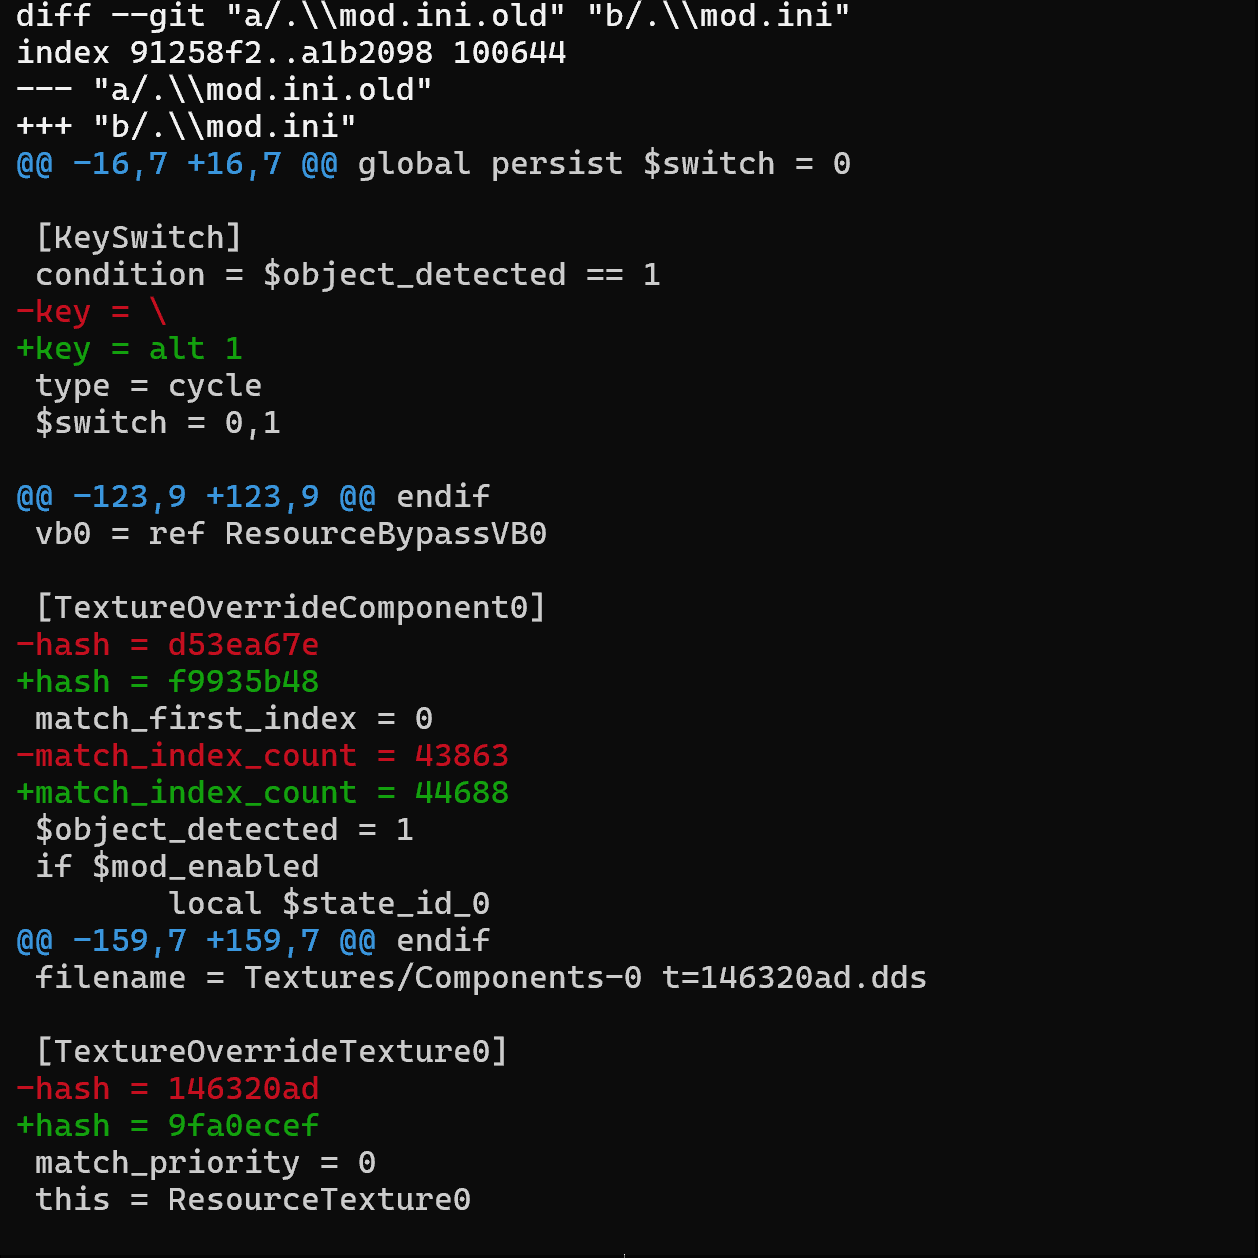 diff --git "a/.\\mod.ini.old" "b/.\\mod.ini"
index 91258f2..a1b2098 100644
--- "a/.\\mod.ini.old"
+++ "b/.\\mod.ini"
@@ -16,7 +16,7 @@ global persist $switch = 0

 [KeySwitch]
 condition = $object_detected == 1
-key = \
+key = alt 1
 type = cycle
 $switch = 0,1

@@ -123,9 +123,9 @@ endif
 vb0 = ref ResourceBypassVB0

 [TextureOverrideComponent0]
-hash = d53ea67e
+hash = f9935b48
 match_first_index = 0
-match_index_count = 43863
+match_index_count = 44688
 $object_detected = 1
 if $mod_enabled
        local $state_id_0
@@ -159,7 +159,7 @@ endif
 filename = Textures/Components-0 t=146320ad.dds

 [TextureOverrideTexture0]
-hash = 146320ad
+hash = 9fa0ecef
 match_priority = 0
 this = ResourceTexture0